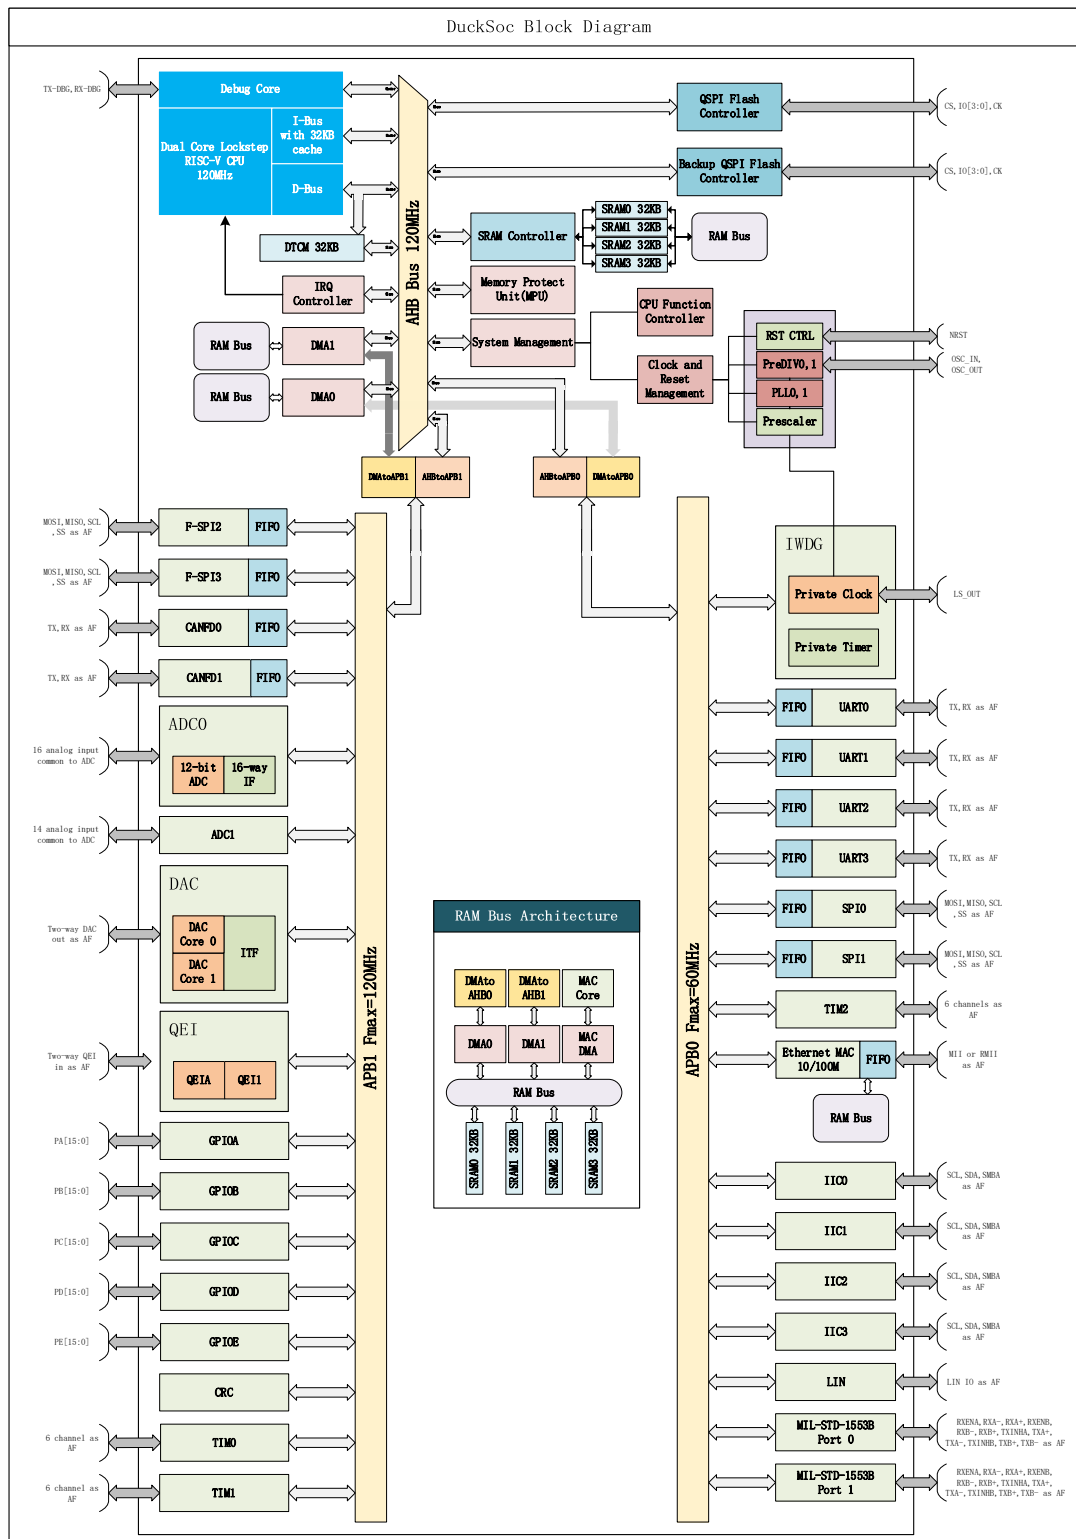 DuckSoc Block Diagram
TX-DBG,RX-DBG
Debug Core
Dual Core Lockstep
RISC-V CPU
120MHz
I-Bus
with 32KB
cache
D-Bus
DTCM 32KB
IRQ
Controller
RAM Bus
DMA1
RAM Bus
DMA0
AHB Bus 120MHz
QSPI Flash
Controller
CS,IO[3:0],CK
Backup QSPI Flash
Controller
CS,IO[3:0],CK
SRAM Controller
SRAM0 32KB
SRAM1 32KB
SRAM2 32KB
SRAM3 32KB
RAM Bus
Memory Protect
Unit(MPU)
System Management
CPU Function
Controller
Clock and
Reset
Management
RST CTRL
PreDIV0,1
PLL0,1
Prescaler
NRST
OSC_IN,
OSC_OUT
DMAtoAPB1
AHBtoAPB1
AHBtoAPB0
DMAtoAPB0
MOSI,MISO,SCL
,SS as AF
F-SPI2
FIFO
MOSI,MISO,SCL
,SS as AF
F-SPI3
FIFO
TX,RX as AF
CANFD0
FIFO
TX,RX as AF
CANFD1
FIFO
16 analog input
common to ADC
ADC0
12-bit
ADC
16-way
IF
14 analog input
common to ADC
ADC1
Two-way DAC
out as AF
DAC
DAC
Core 0
DAC
Core 1
ITF
Two-way QEI
in as AF
QEI
QEIA
QEI1
PA[15:0]
GPIOA
PB[15:0]
GPIOB
PC[15:0]
GPIOC
PD[15:0]
GPIOD
PE[15:0]
GPIOE
CRC
6 channel as
AF
TIM0
6 channel as
AF
TIM1
APB1 Fmax=120MHz
RAM Bus Architecture
DMAto
AHB0
DMAto
AHB1
MAC
Core
DMA0
DMA1
MAC
DMA
RAM Bus
SRAM0 32KB
SRAM1 32KB
SRAM2 32KB
SRAM3 32KB
APB0 Fmax=60MHz
IWDG
Private Clock
Private Timer
LS_OUT
FIFO
UART0
TX,RX as AF
FIFO
UART1
TX,RX as AF
FIFO
UART2
TX,RX as AF
FIFO
UART3
TX,RX as AF
FIFO
SPI0
MOSI,MISO,SCL
,SS as AF
FIFO
SPI1
MOSI,MISO,SCL
,SS as AF
TIM2
6 channels as
AF
Ethernet MAC
10/100M
FIFO
MII or RMII
as AF
RAM Bus
IIC0
SCL,SDA,SMBA
as AF
IIC1
SCL,SDA,SMBA
as AF
IIC2
SCL,SDA,SMBA
as AF
IIC3
SCL,SDA,SMBA
as AF
LIN
LIN IO as AF
MIL-STD-1553B
Port 0
RXENA,RXA-,RXA+,RXENB,
RXB-,RXB+,TXINHA,TXA+,
TXA-,TXINHB,TXB+,TXB- as AF
MIL-STD-1553B
Port 1
RXENA,RXA-,RXA+,RXENB,
RXB-,RXB+,TXINHA,TXA+,
TXA-,TXINHB,TXB+,TXB- as AF